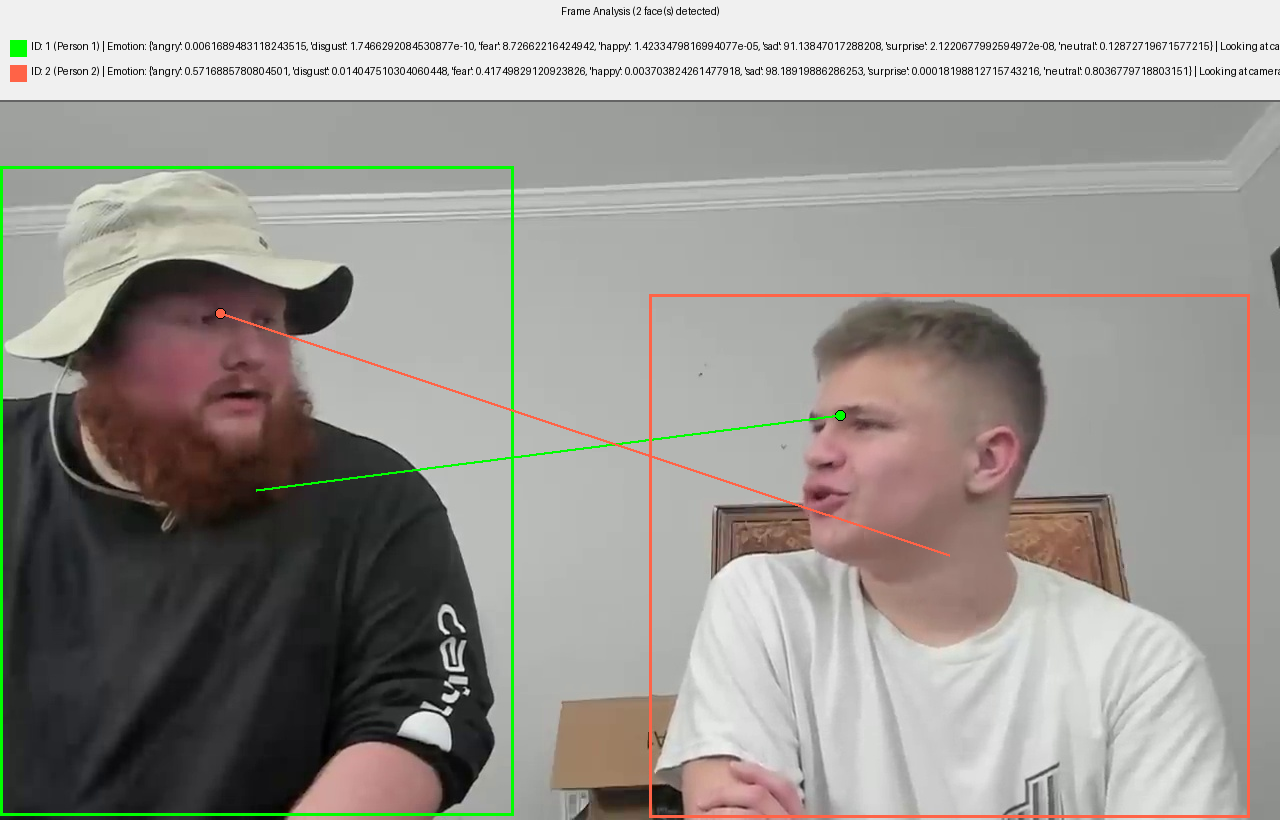 Frame Analysis (2 face(s) detected)
ID: 1 (Person 1) | Emotion: {'angry': 0.0061689483118243515, 'disgust': 1.7466292084530877e-10, 'fear': 8.72662216424942, 'happy': 1.4233479816994077e-05, 'sad': 91.13847017288208, 'surprise': 2.1220677992594972e-08, 'neutral': 0.12872719671577215} | Looking at ca
ID: 2 (Person 2) | Emotion: {'angry': 0.5716885780804501, 'disgust': 0.014047510304060448, 'fear': 0.41749829120923826, 'happy': 0.003703824261477918, 'sad': 98.18919886286253, 'surprise': 0.00018198812715743216, 'neutral': 0.8036779718803151} | Looking at camera